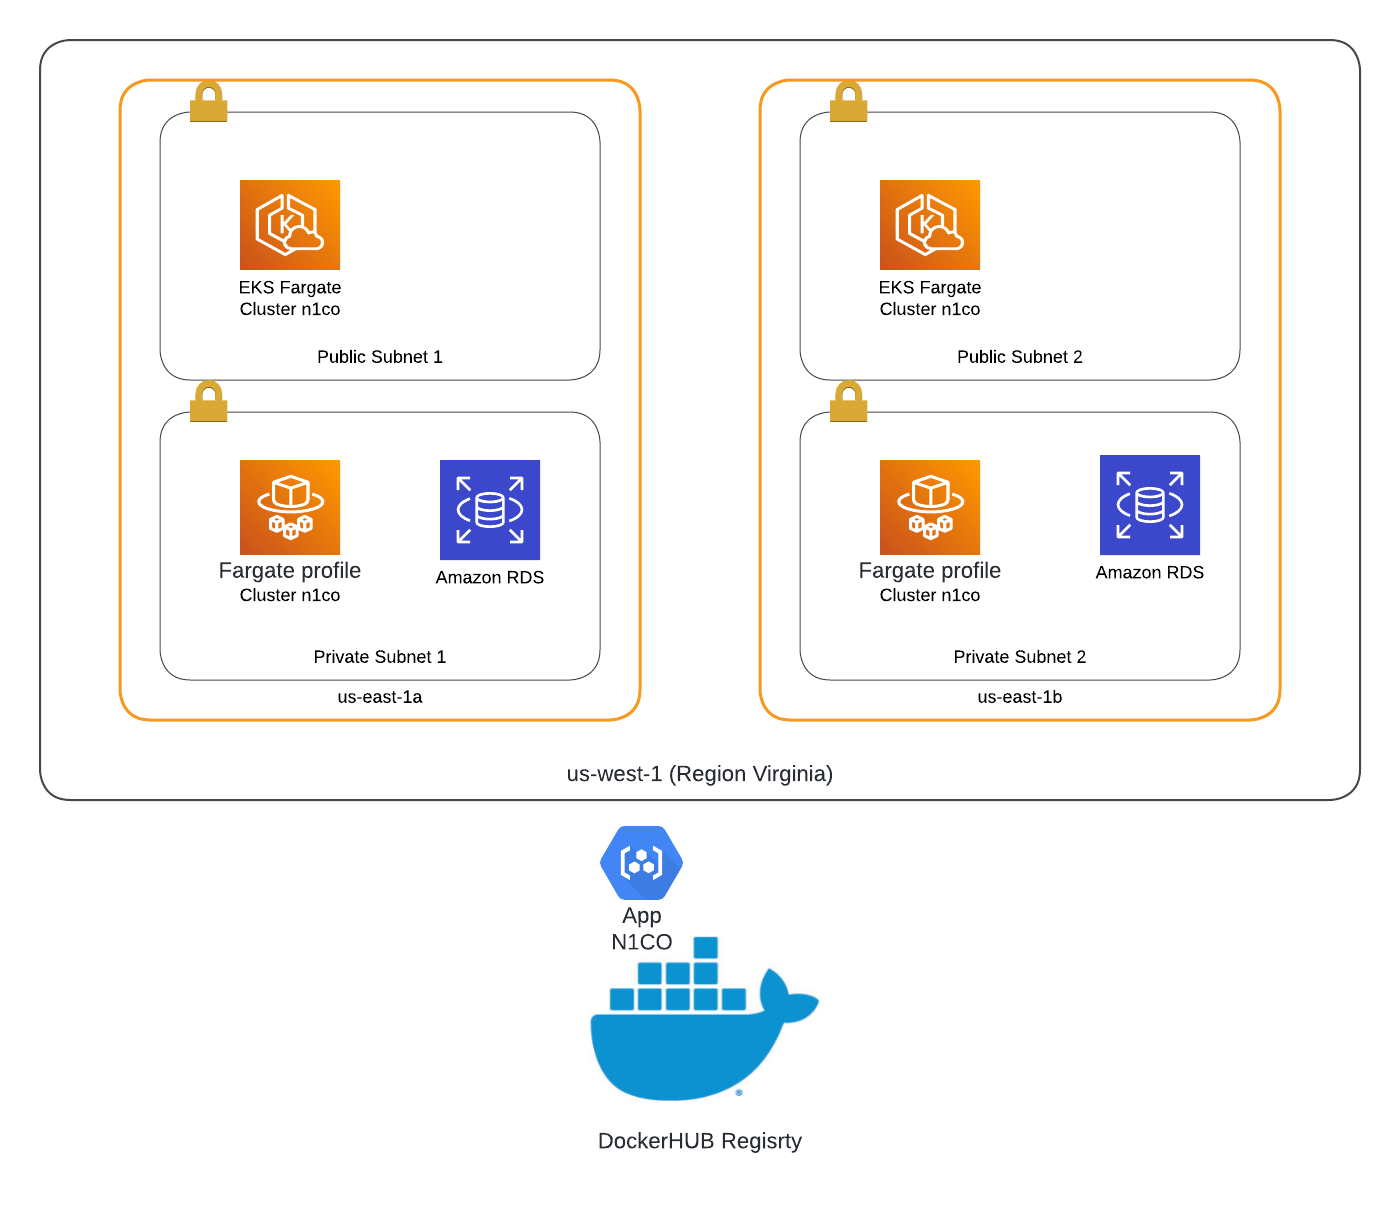 EKS Fargate
Cluster n1co
Public Subnet 1
EKS Fargate
Cluster n1co
Public Subnet 2
Fargate profile
Cluster n1co
Amazon RDS
Private Subnet 1
us-east-1a
Fargate profile
Cluster n1co
Amazon RDS
Private Subnet 2
us-east-1b
us-west-1 (Region Virginia)
App
N1CO
DockerHUB Regisrty